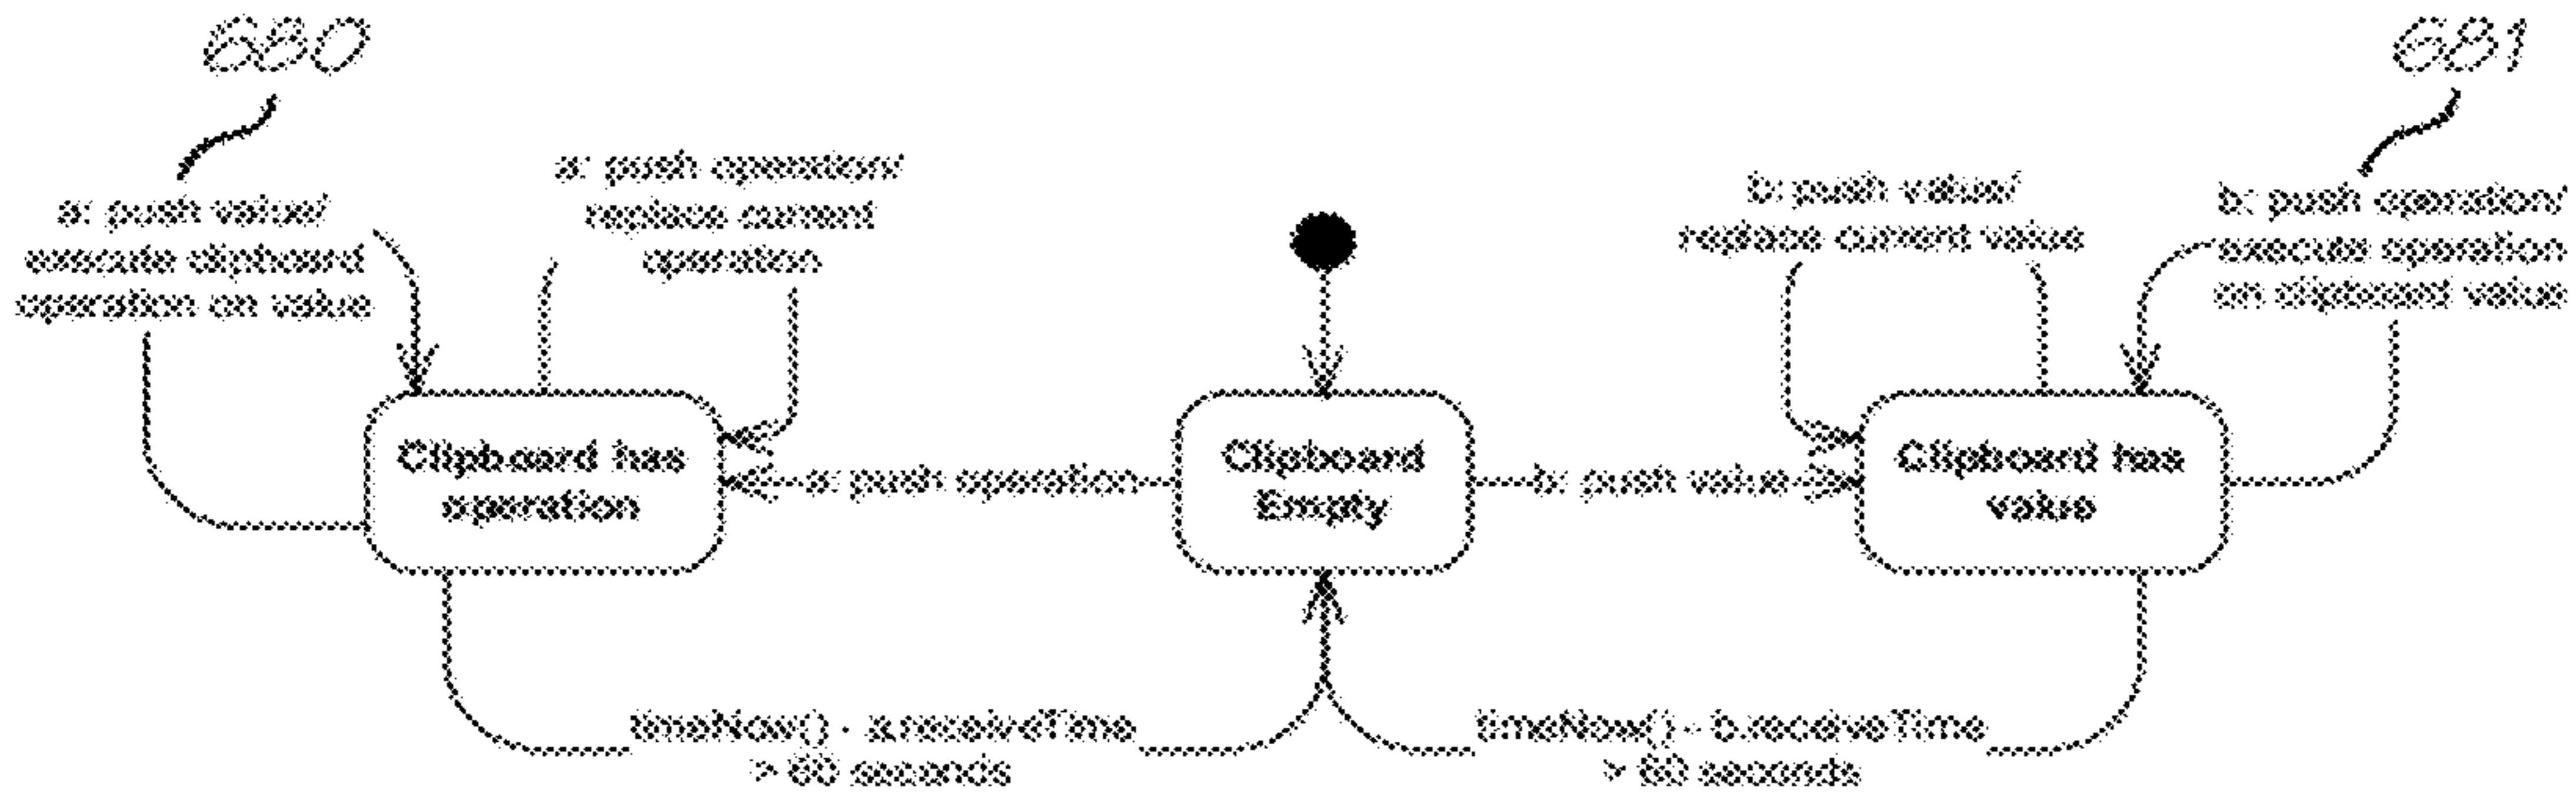 680
681
a: push value/
execute clipboard
operation on value
a: push operation/
replace current
operation
b: push value/
replace current value
b: push operation/
execute operation
on clipboard value
Clipboard has
operation
a: push operation
Clipboard
Empty
b: push value
Clipboard has
value
timeNow() - a.receiveTime
> 60 seconds
timeNow() - b.receiveTime
> 60 seconds